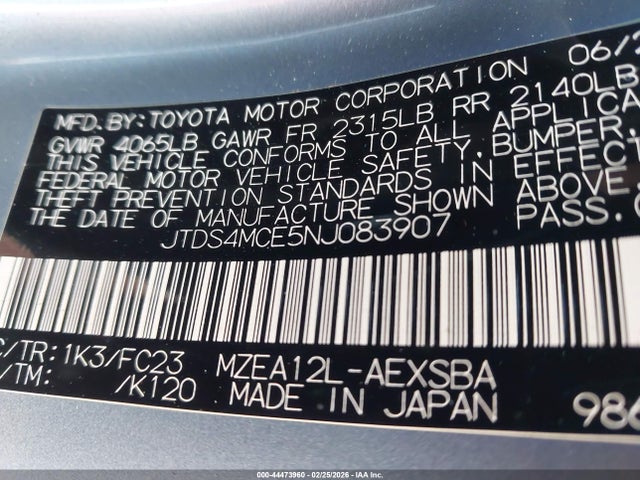 MFD. BY: TOYOTA MOTOR CORPORATION 06/
GVWR 4065LB GAWR FR 2315LB RR 2140LB
THIS VEHICLE CONFORMS TO ALL APPLICA
FEDERAL MOTOR VEHICLE SAFETY, BUMPER,
THEFT PREVENTION STANDARDS IN EFFECT
THE DATE OF MANUFACTURE SHOWN ABOVE
JTDS4MCE5NJ083907 PASS.
C/TR: 1K3/FC23 MZEA12L-AEXSBA
/TM: /K120 MADE IN JAPAN 986
000-44473960 - 02/25/2026 - IAA Inc.